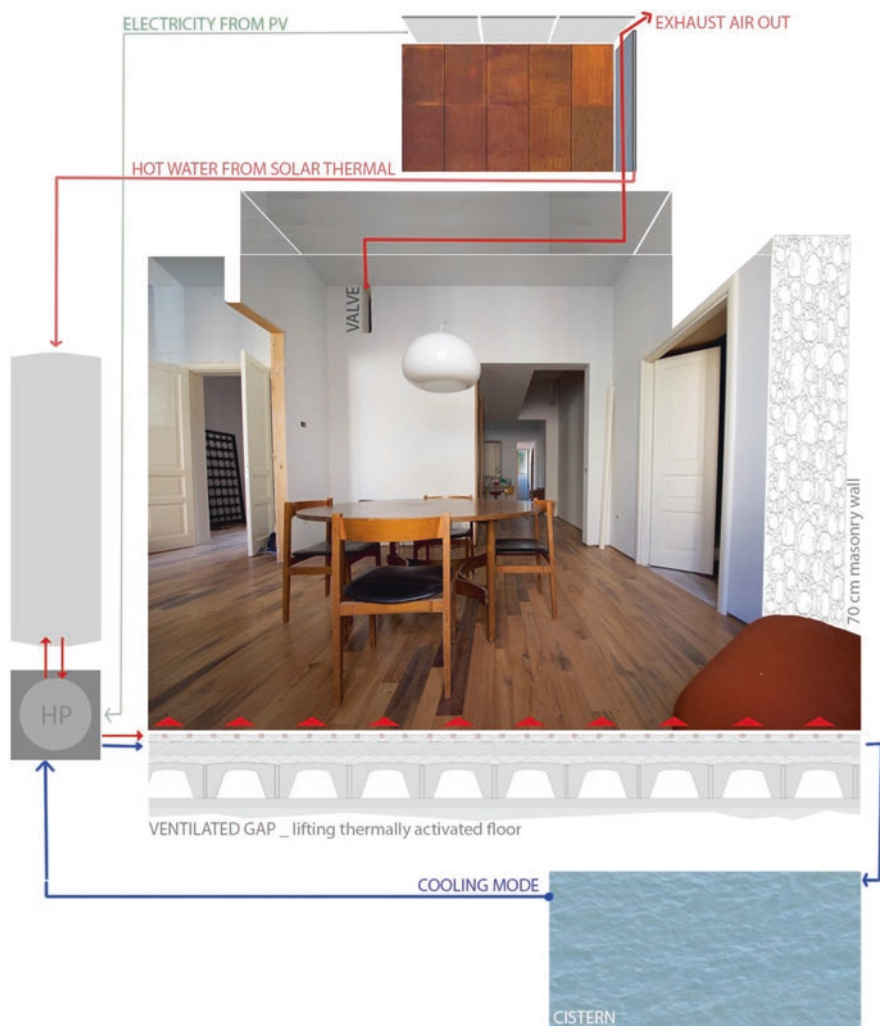 ELECTRICITY FROM PV
EXHAUST AIR OUT
HOT WATER FROM SOLAR THERMAL
VALVE
70 cm masonry wall
HP
VENTILATED GAP _ lifting thermally activated floor
COOLING MODE
CISTERN